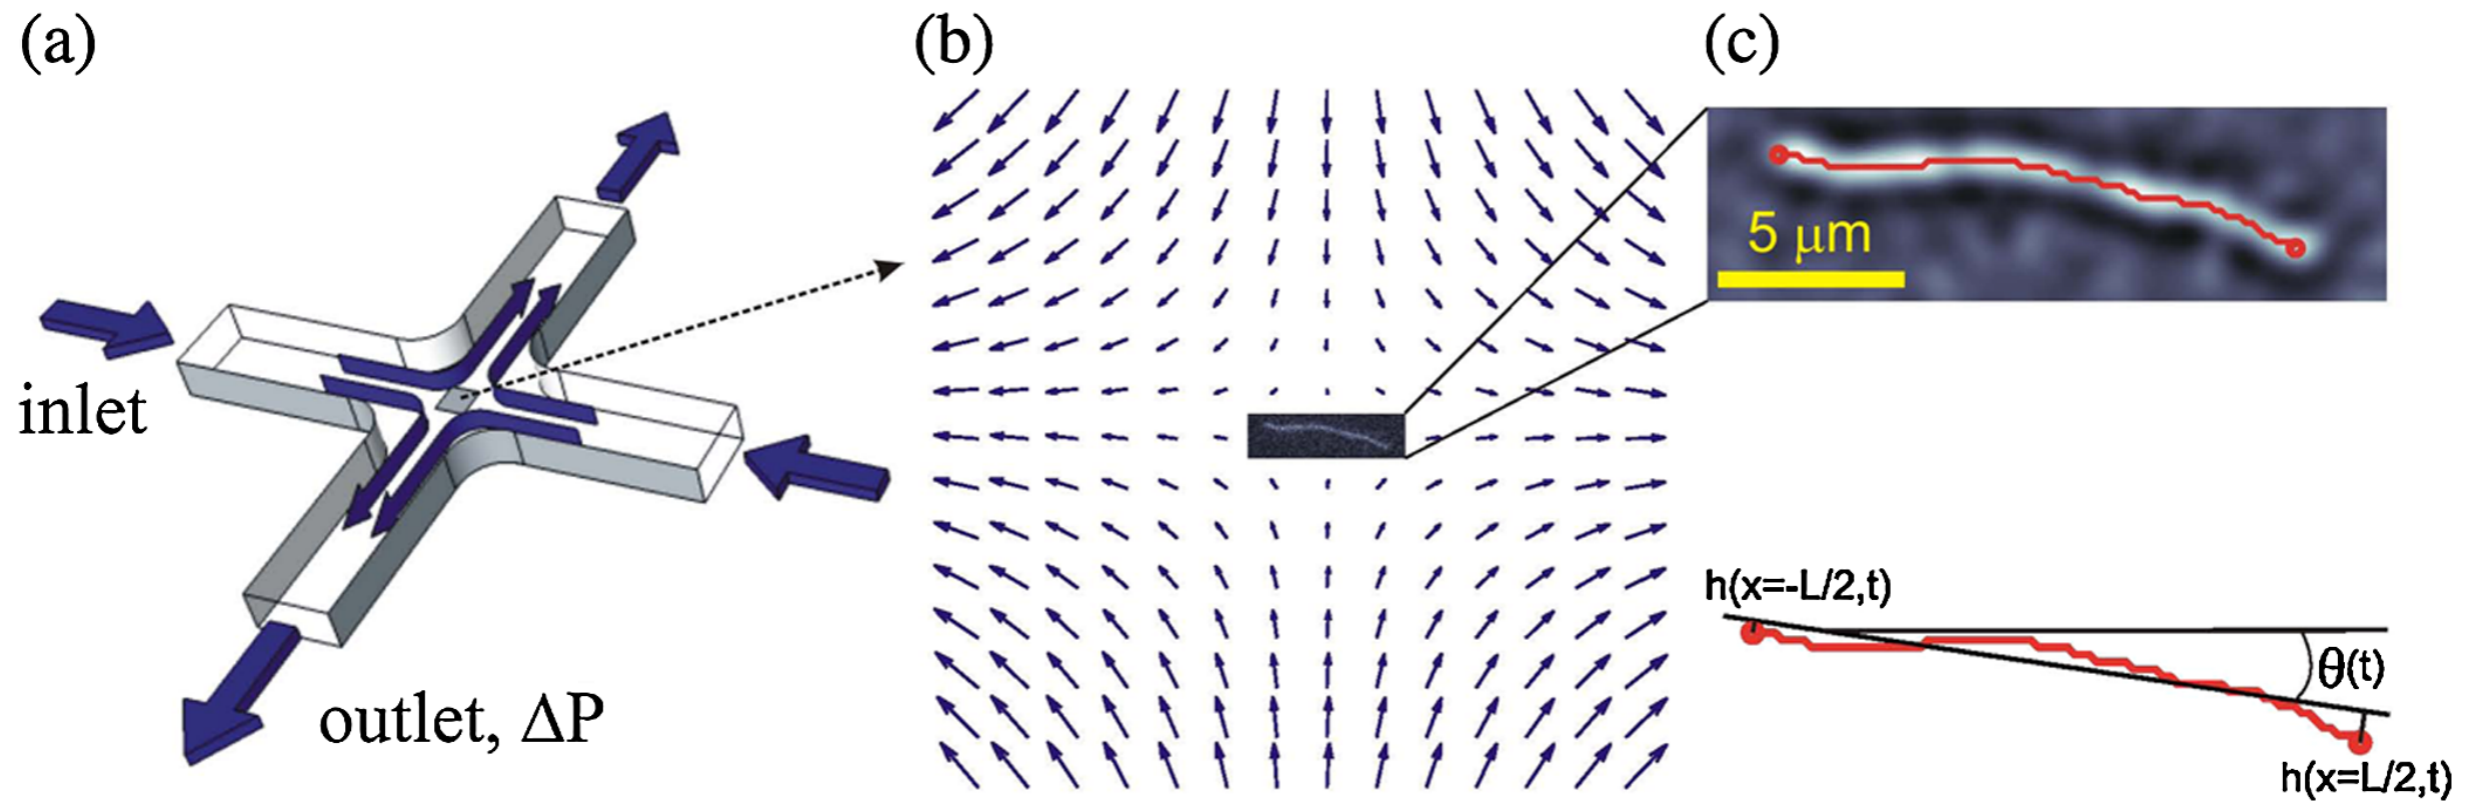 (a)
(b)
(c)
5 μm
inlet
outlet, ΔP
h(x=-L/2,t)
θ(t)
h(x=L/2,t)